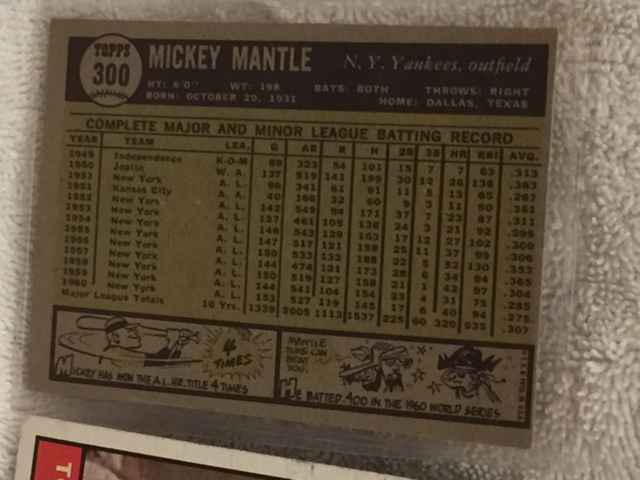 TOPPS
300
MICKEY MANTLE N. Y. Yankees, outfield
HT: 6'0" WT: 198 BATS: BOTH THROWS: RIGHT
BORN: OCTOBER 20, 1931 HOME: DALLAS, TEXAS
COMPLETE MAJOR AND MINOR LEAGUE BATTING RECORD
YEAR TEAM LEA. G AB R H 2B 3B HR RBI AVG.
1949 Independence K-O-M 89 323 54 101 15 7 7 63 .313
1950 Joplin W. A. 137 519 141 199 30 12 26 136 .383
1951 New York A. L. 96 341 61 91 11 5 13 65 .267
1951 Kansas City A. A. 40 166 32 60 9 3 11 50 .361
1952 New York A. L. 142 549 94 171 37 7 23 87 .311
1953 New York A. L. 127 461 105 136 24 3 21 92 .295
1954 New York A. L. 146 543 129 163 17 12 27 102 .300
1955 New York A. L. 147 517 121 158 25 11 37 99 .306
1956 New York A. L. 150 533 132 188 22 5 52 130 .353
1957 New York A. L. 144 474 121 173 28 6 34 94 .365
1958 New York A. L. 150 519 127 158 21 1 42 97 .304
1959 New York A. L. 144 541 104 154 23 4 31 75 .285
1960 New York A. L. 153 527 119 145 17 6 40 94 .275
Major League Totals 10 Yrs. 1339 5005 1113 1537 225 60 320 935 .307
4
TIMES
MICKEY HAS WON THE A.L. HR. TITLE 4 TIMES
MANTLE
SURE CAN
BEAT
YOU.
HE BATTED .400 IN THE 1960 WORLD SERIES